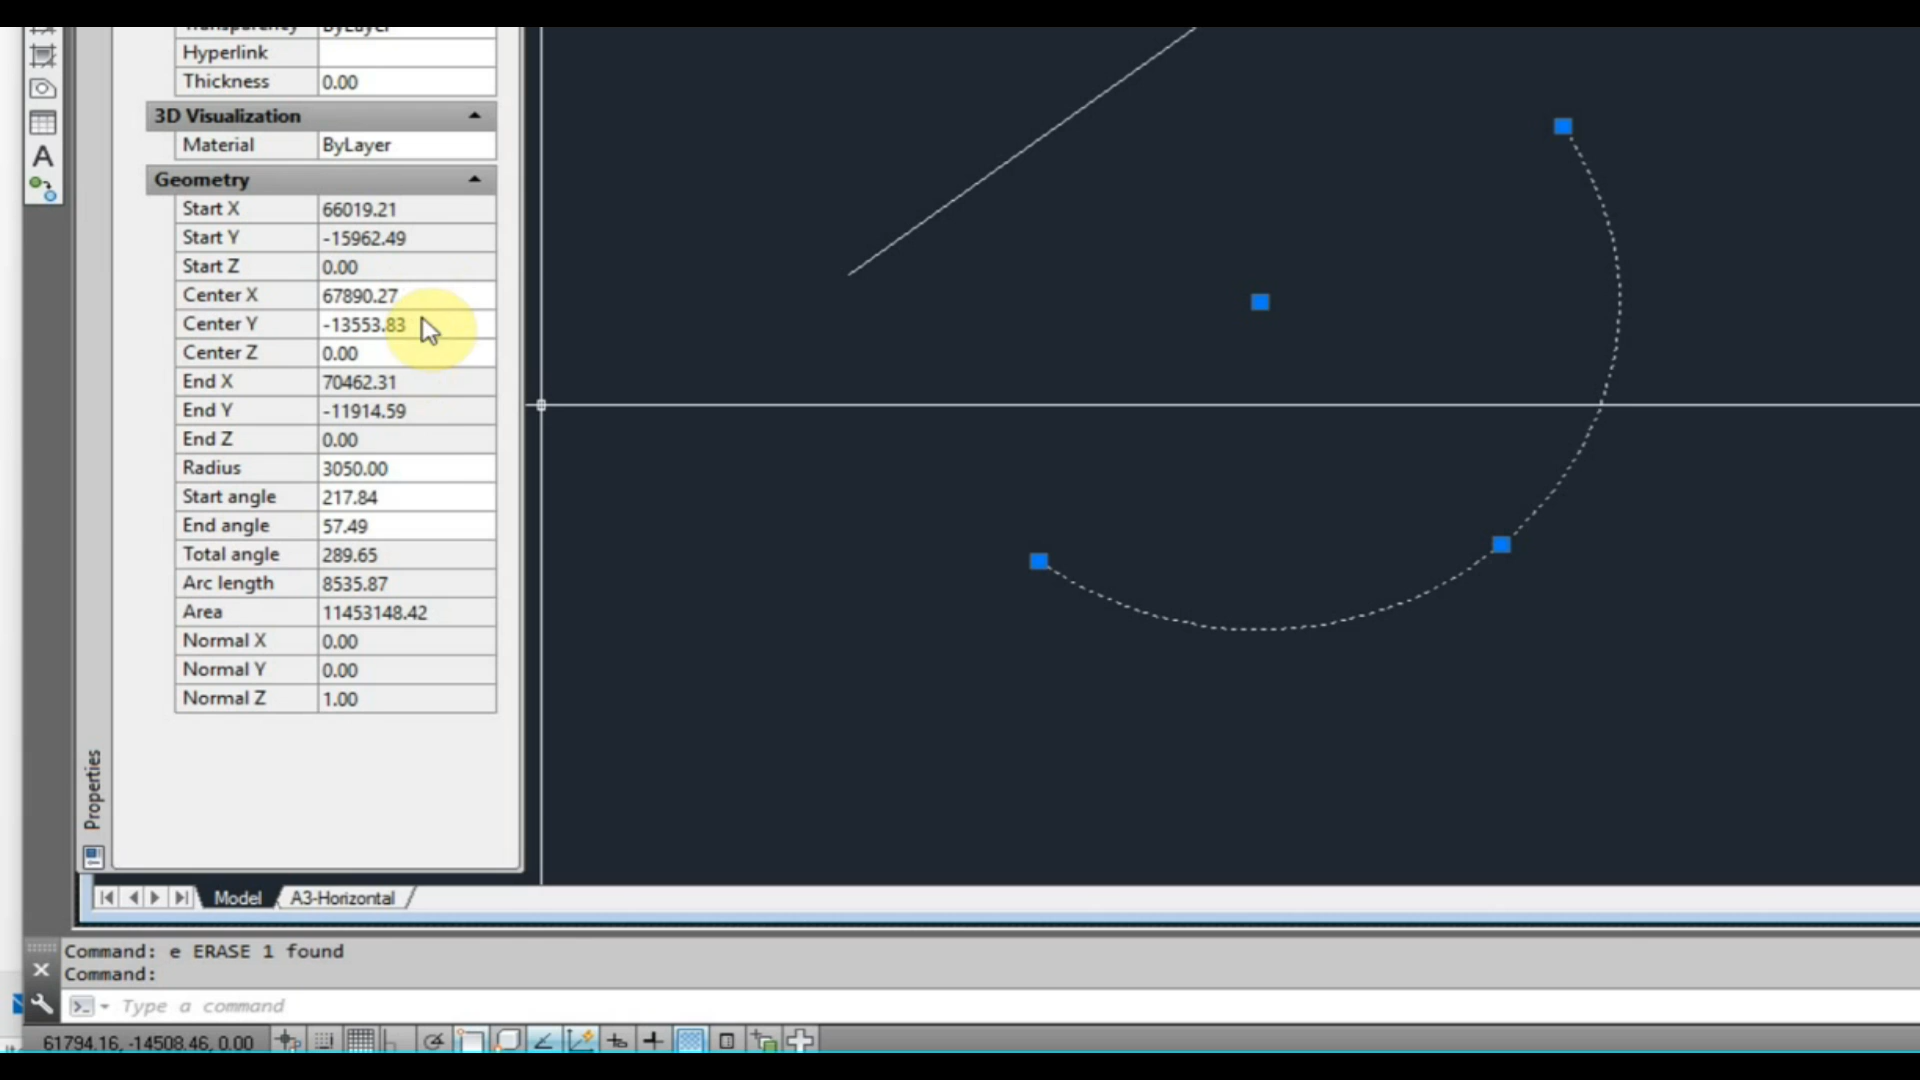 Transparency ByLayer
Hyperlink
Thickness 0.00
3D Visualization
Material ByLayer
A
Geometry
Start X 66019.21
Start Y -15962.49
Start Z 0.00
Center X 67890.27
Center Y -13553.83
Center Z 0.00
End X 70462.31
End Y -11914.59
End Z 0.00
Radius 3050.00
Start angle 217.84
End angle 57.49
Total angle 289.65
Arc length 8535.87
Area 11453148.42
Normal X 0.00
Normal Y 0.00
Normal Z 1.00
Properties
Model A3-Horizontal
Command: e ERASE 1 found
Command:
Type a command
61794.16, -14508.46, 0.00